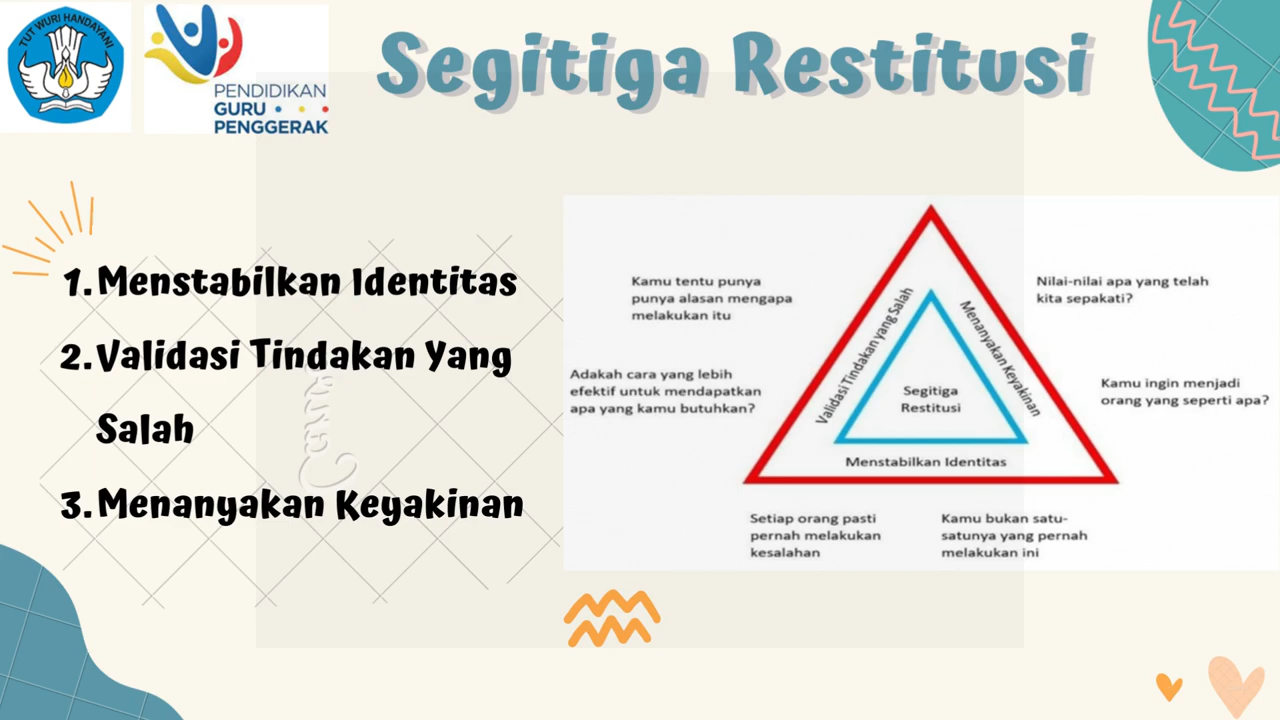 TUT WURI HANDAYANI
PENDIDIKAN
GURU
PENGGERAK
Segitiga Restitusi
1. Menstabilkan Identitas
2. Validasi Tindakan Yang
Salah
3. Menanyakan Keyakinan
Canva
Kamu tentu punya
punya alasan mengapa
melakukan itu
Adakah cara yang lebih
efektif untuk mendapatkan
apa yang kamu butuhkan?
Validasi Tindakan yang Salah
Menanyakan Keyakinan
Segitiga
Restitusi
Menstabilkan Identitas
Nilai-nilai apa yang telah
kita sepakati?
Kamu ingin menjadi
orang yang seperti apa?
Setiap orang pasti
pernah melakukan
kesalahan
Kamu bukan satu-
satunya yang pernah
melakukan ini